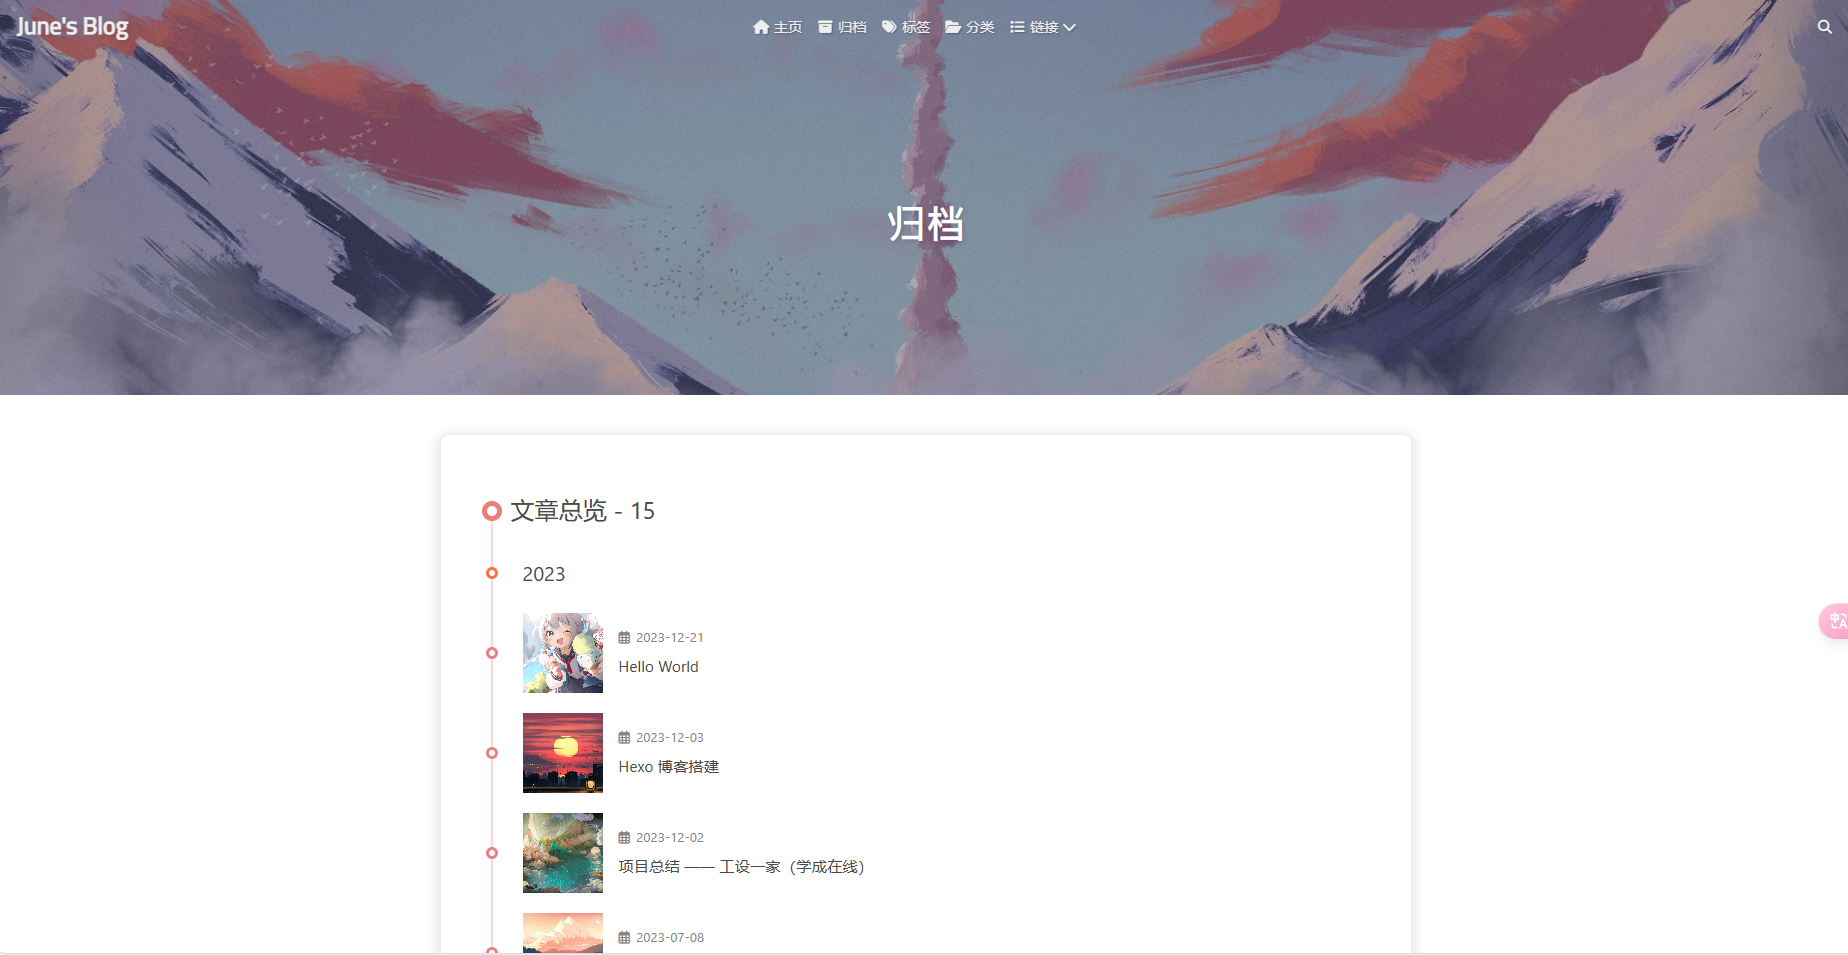 June's Blog
主页 归档 标签 分类 链接
归档
文章总览 - 15
2023
2023-12-21
Hello World
2023-12-03
Hexo 博客搭建
2023-12-02
项目总结 —— 工设一家（学成在线）
2023-07-08